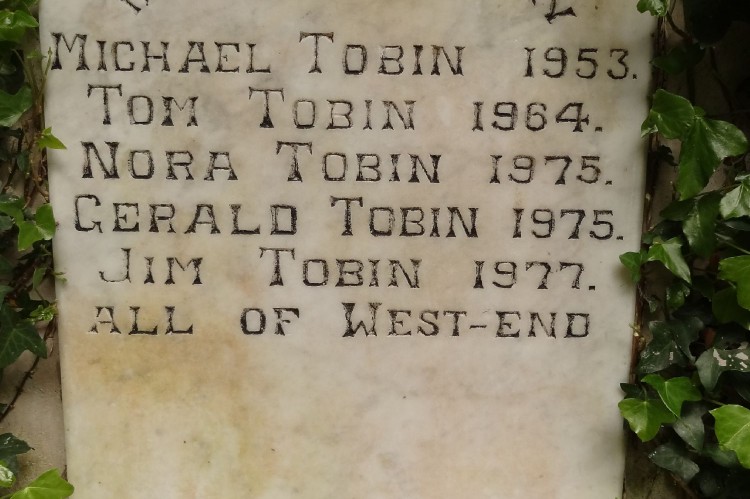 Michael Tobin 1953.
Tom Tobin 1964.
Nora Tobin 1975.
Gerald Tobin 1975.
Jim Tobin 1977.
All of West-end